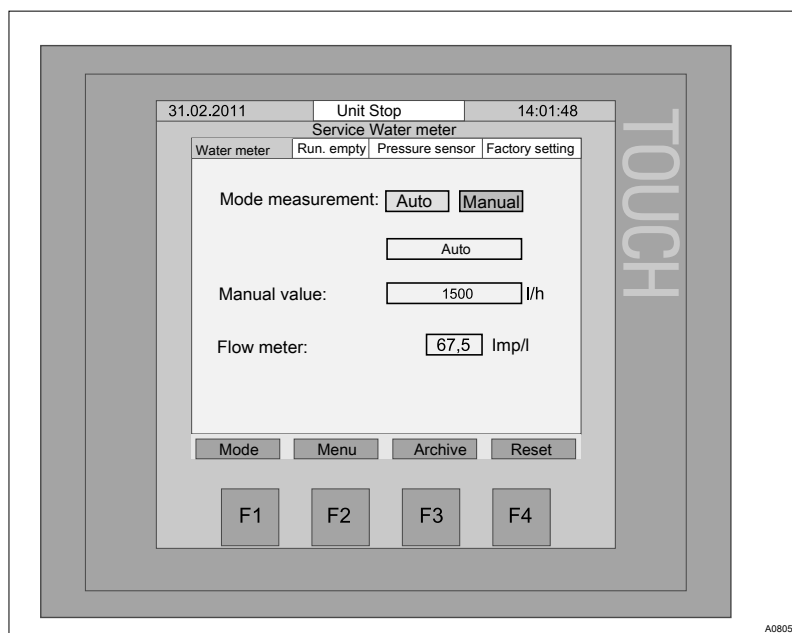 31.02.2011 Unit Stop 14:01:48
Service Water meter
Water meter Run. empty Pressure sensor Factory setting
Mode measurement: Auto Manual
Auto
Manual value: 1500 l/h
Flow meter: 67,5 Imp/l
Mode Menu Archive Reset
F1 F2 F3 F4
TOUCH
A0805